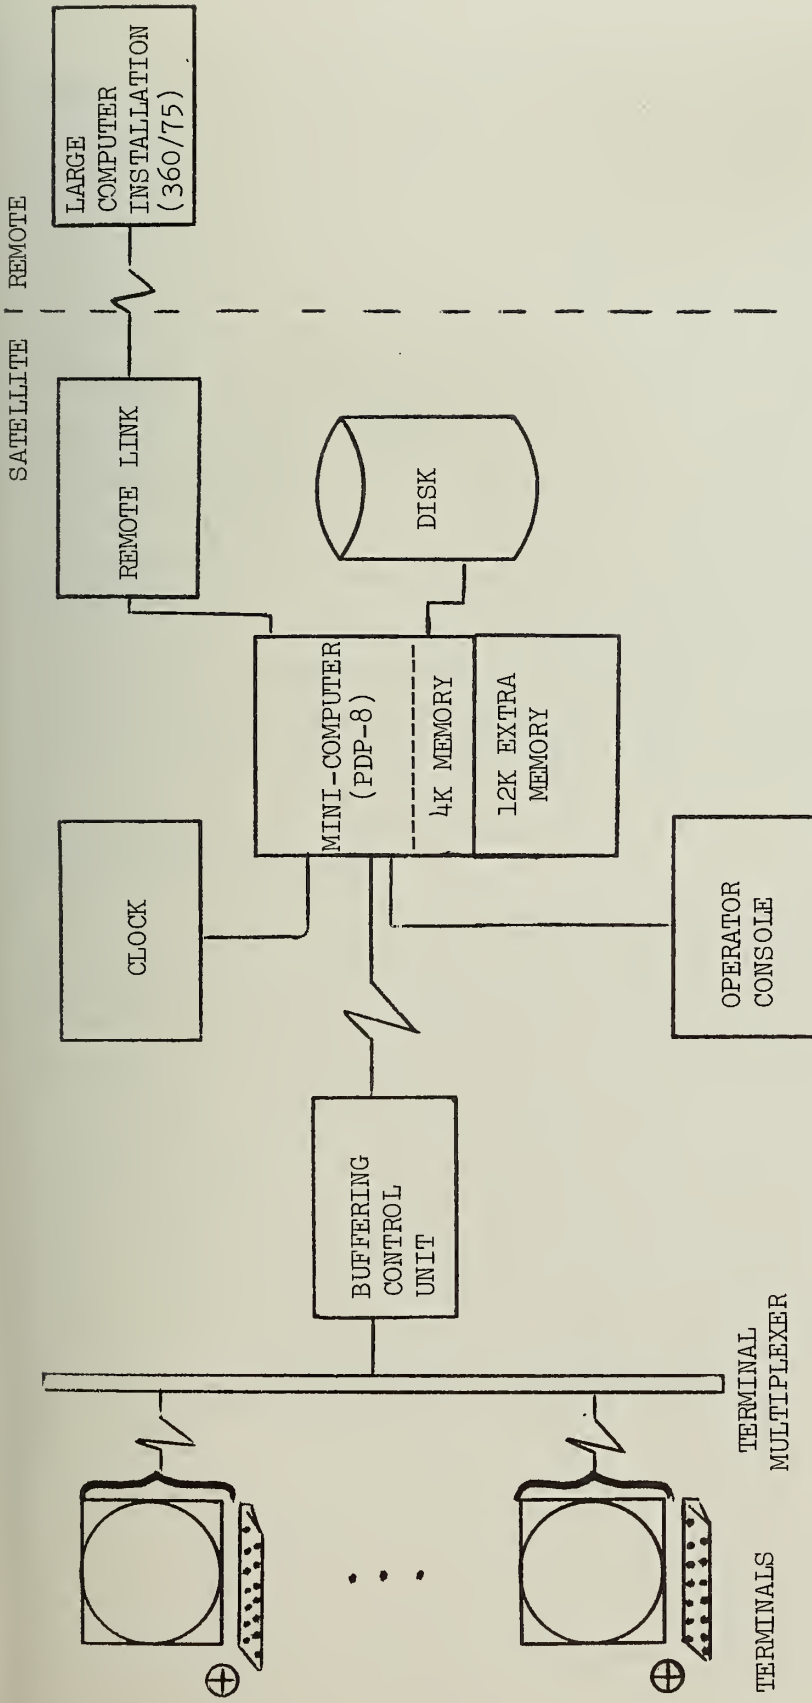 SATELLITE
REMOTE
LARGE
COMPUTER
INSTALLATION
(360/75)
REMOTE LINK
DISK
CLOCK
MINI-COMPUTER
(PDP-8)
4K MEMORY
12K EXTRA
MEMORY
OPERATOR
CONSOLE
BUFFERING
CONTROL
UNIT
TERMINAL
MULTIPLEXER
TERMINALS